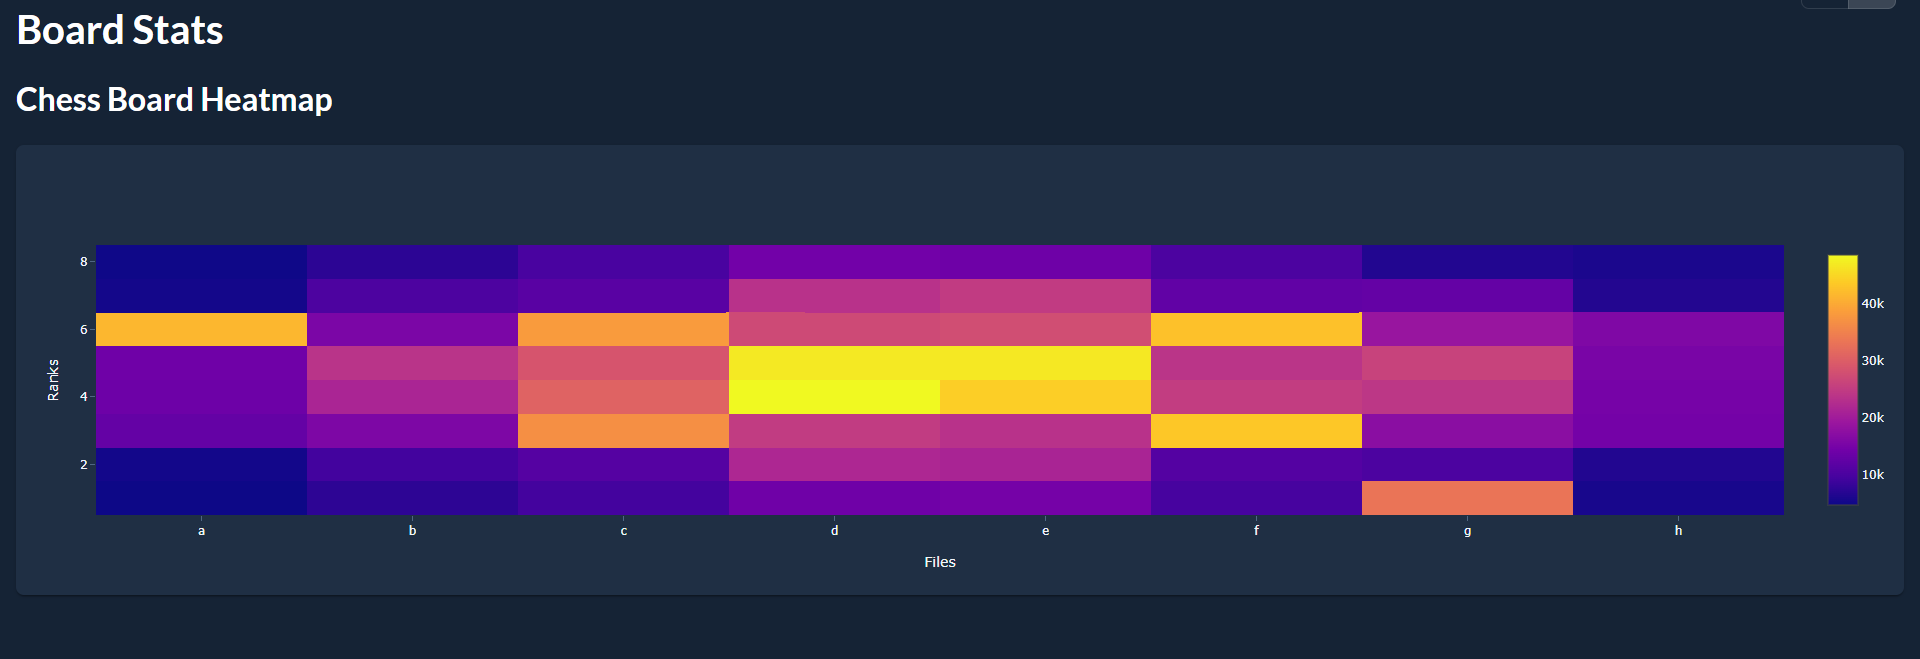 Board Stats
Chess Board Heatmap
8
6
4
2
Ranks
a b c d e f g h
Files
40k
30k
20k
10k